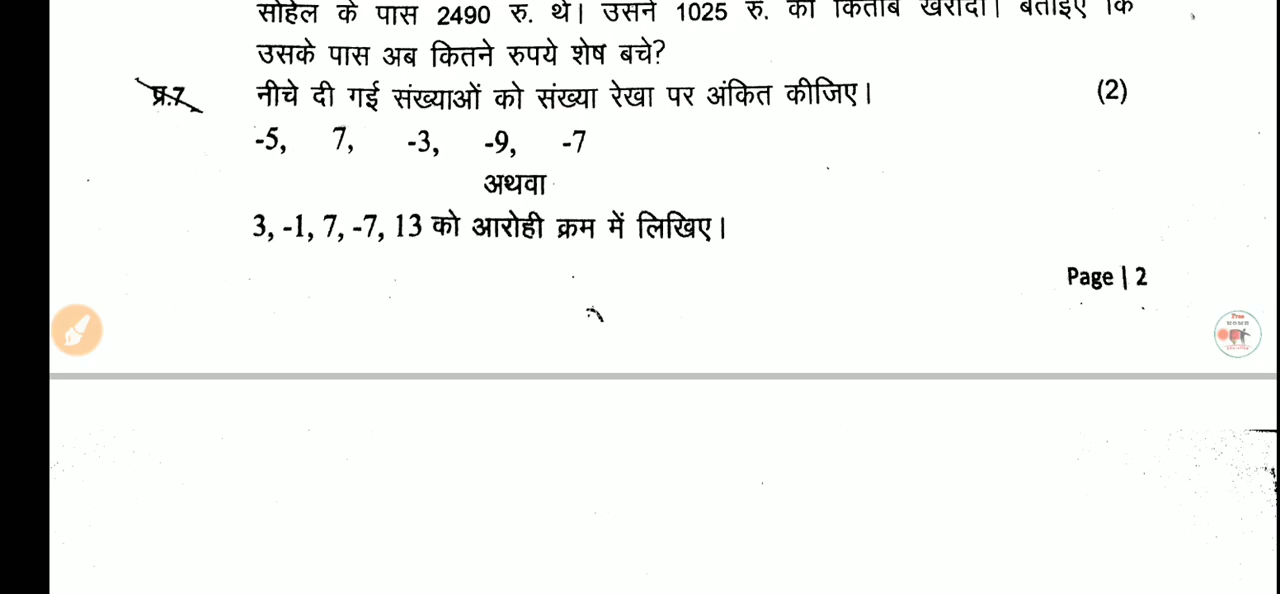 सोहेल के पास 2490 रु. थे। उसने 1025 रु. की किताब खरीदी। बताइए कि
उसके पास अब कितने रुपये शेष बचे?
प्र.7 नीचे दी गई संख्याओं को संख्या रेखा पर अंकित कीजिए। (2)
-5, 7, -3, -9, -7
अथवा
3, -1, 7, -7, 13 को आरोही क्रम में लिखिए।
Page | 2